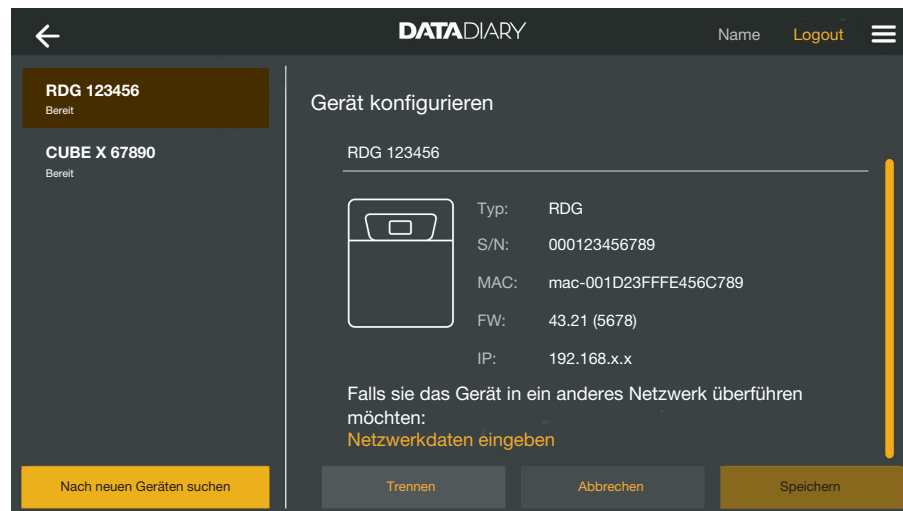 DATADIARY
Name
Logout
RDG 123456
Bereit
CUBE X 67890
Bereit
Nach neuen Geräten suchen
Gerät konfigurieren
RDG 123456
Typ: RDG
S/N: 000123456789
MAC: mac-001D23FFFE456C789
FW: 43.21 (5678)
IP: 192.168.x.x
Falls sie das Gerät in ein anderes Netzwerk überführen
möchten:
Netzwerkdaten eingeben
Trennen
Abbrechen
Speichern